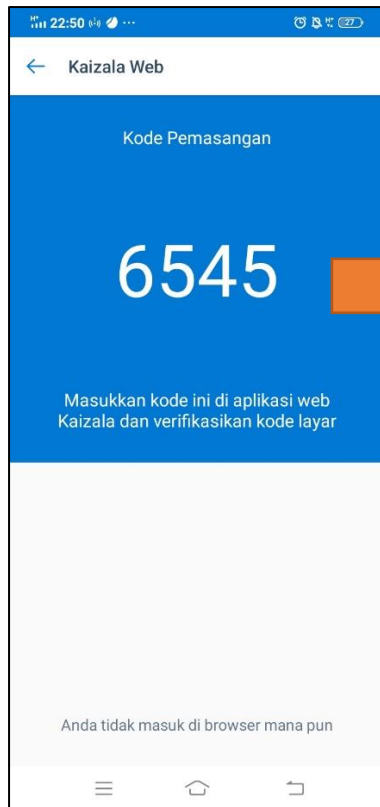 22:50 ...
27
Kaizala Web
Kode Pemasangan
6545
Masukkan kode ini di aplikasi web
Kaizala dan verifikasikan kode layar
Anda tidak masuk di browser mana pun